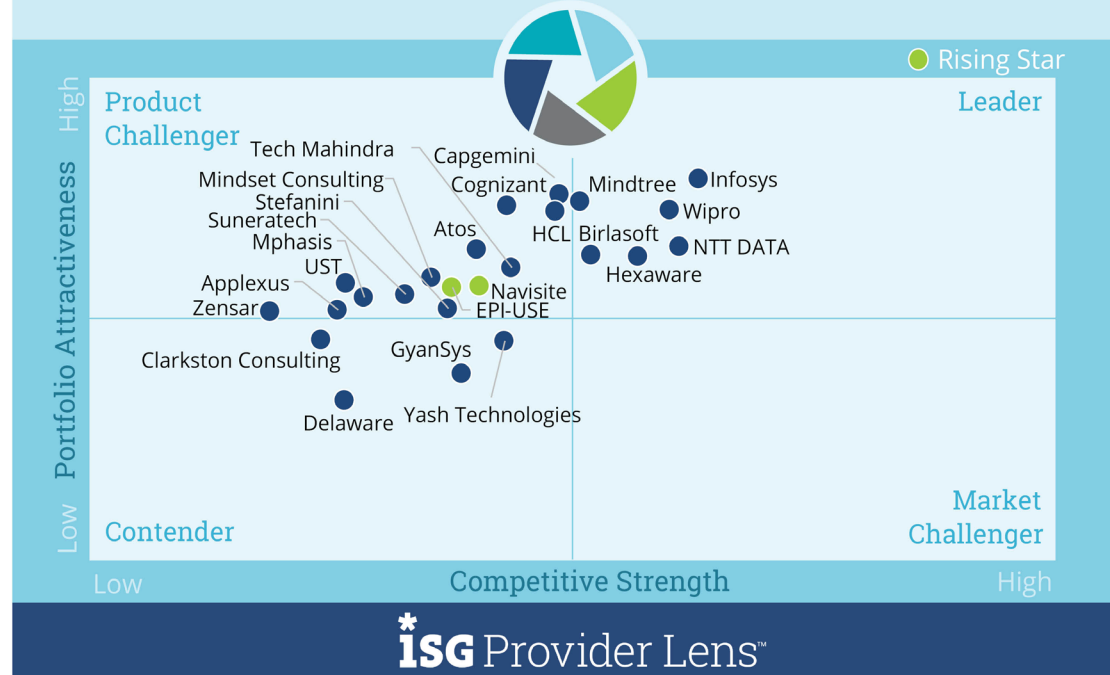 Rising Star
High
Product
Challenger
Leader
Tech Mahindra
Capgemini
Mindset Consulting
Cognizant
Mindtree
Infosys
Stefanini
Suneratech
Wipro
Atos
HCL
Birlasoft
Mphasis
NTT DATA
UST
Hexaware
Applexus
Navisite
Zensar
EPI-USE
Clarkston Consulting
GyanSys
Yash Technologies
Delaware
Portfolio Attractiveness
Market
Challenger
Contender
Low
Low
Competitive Strength
High
*ISG Provider Lens™